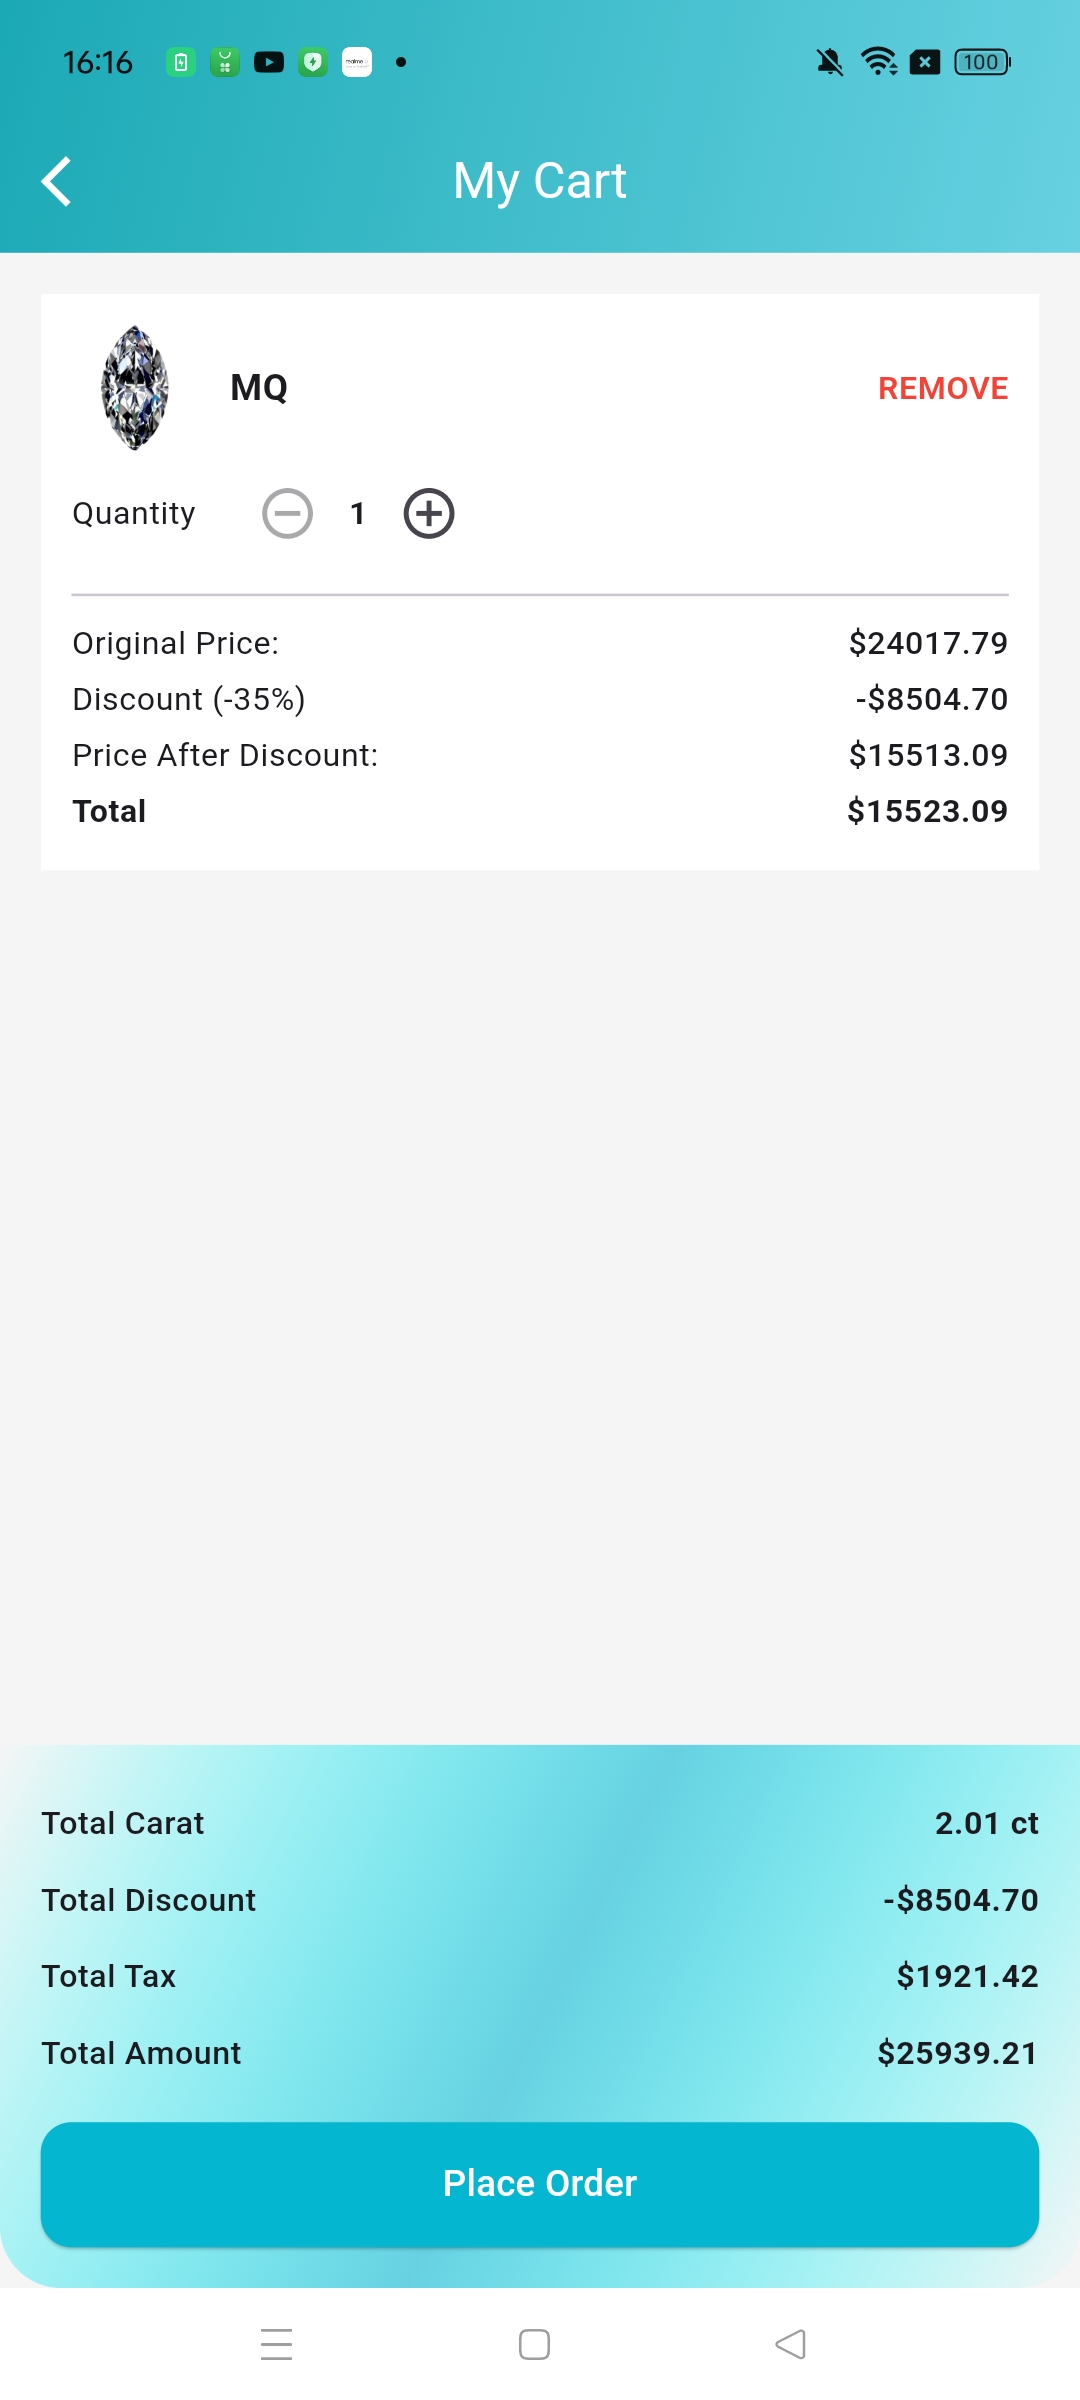 16:16
100
My Cart
MQ
REMOVE
Quantity 1
Original Price: $24017.79
Discount (-35%) -$8504.70
Price After Discount: $15513.09
Total $15523.09
Total Carat 2.01 ct
Total Discount -$8504.70
Total Tax $1921.42
Total Amount $25939.21
Place Order